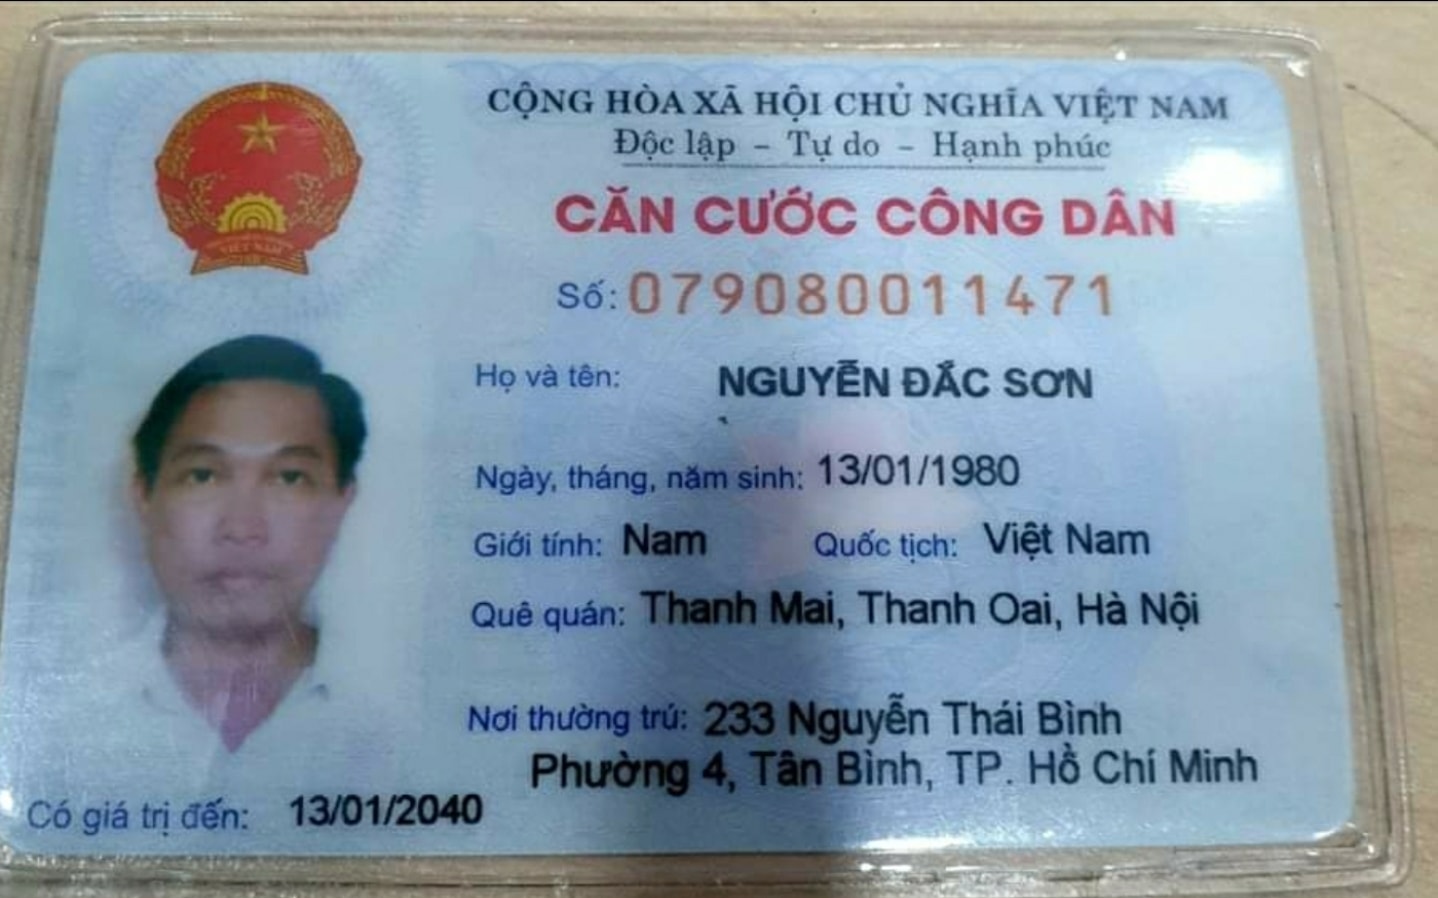 CỘNG HÒA XÃ HỘI CHỦ NGHĨA VIỆT NAM
Độc lập – Tự do – Hạnh phúc
CĂN CƯỚC CÔNG DÂN
Số: 079080011471
Họ và tên: NGUYỄN ĐẮC SƠN
Ngày, tháng, năm sinh: 13/01/1980
Giới tính: Nam Quốc tịch: Việt Nam
Quê quán: Thanh Mai, Thanh Oai, Hà Nội
Nơi thường trú: 233 Nguyễn Thái Bình
Phường 4, Tân Bình, TP. Hồ Chí Minh
Có giá trị đến: 13/01/2040
VIỆT NAM